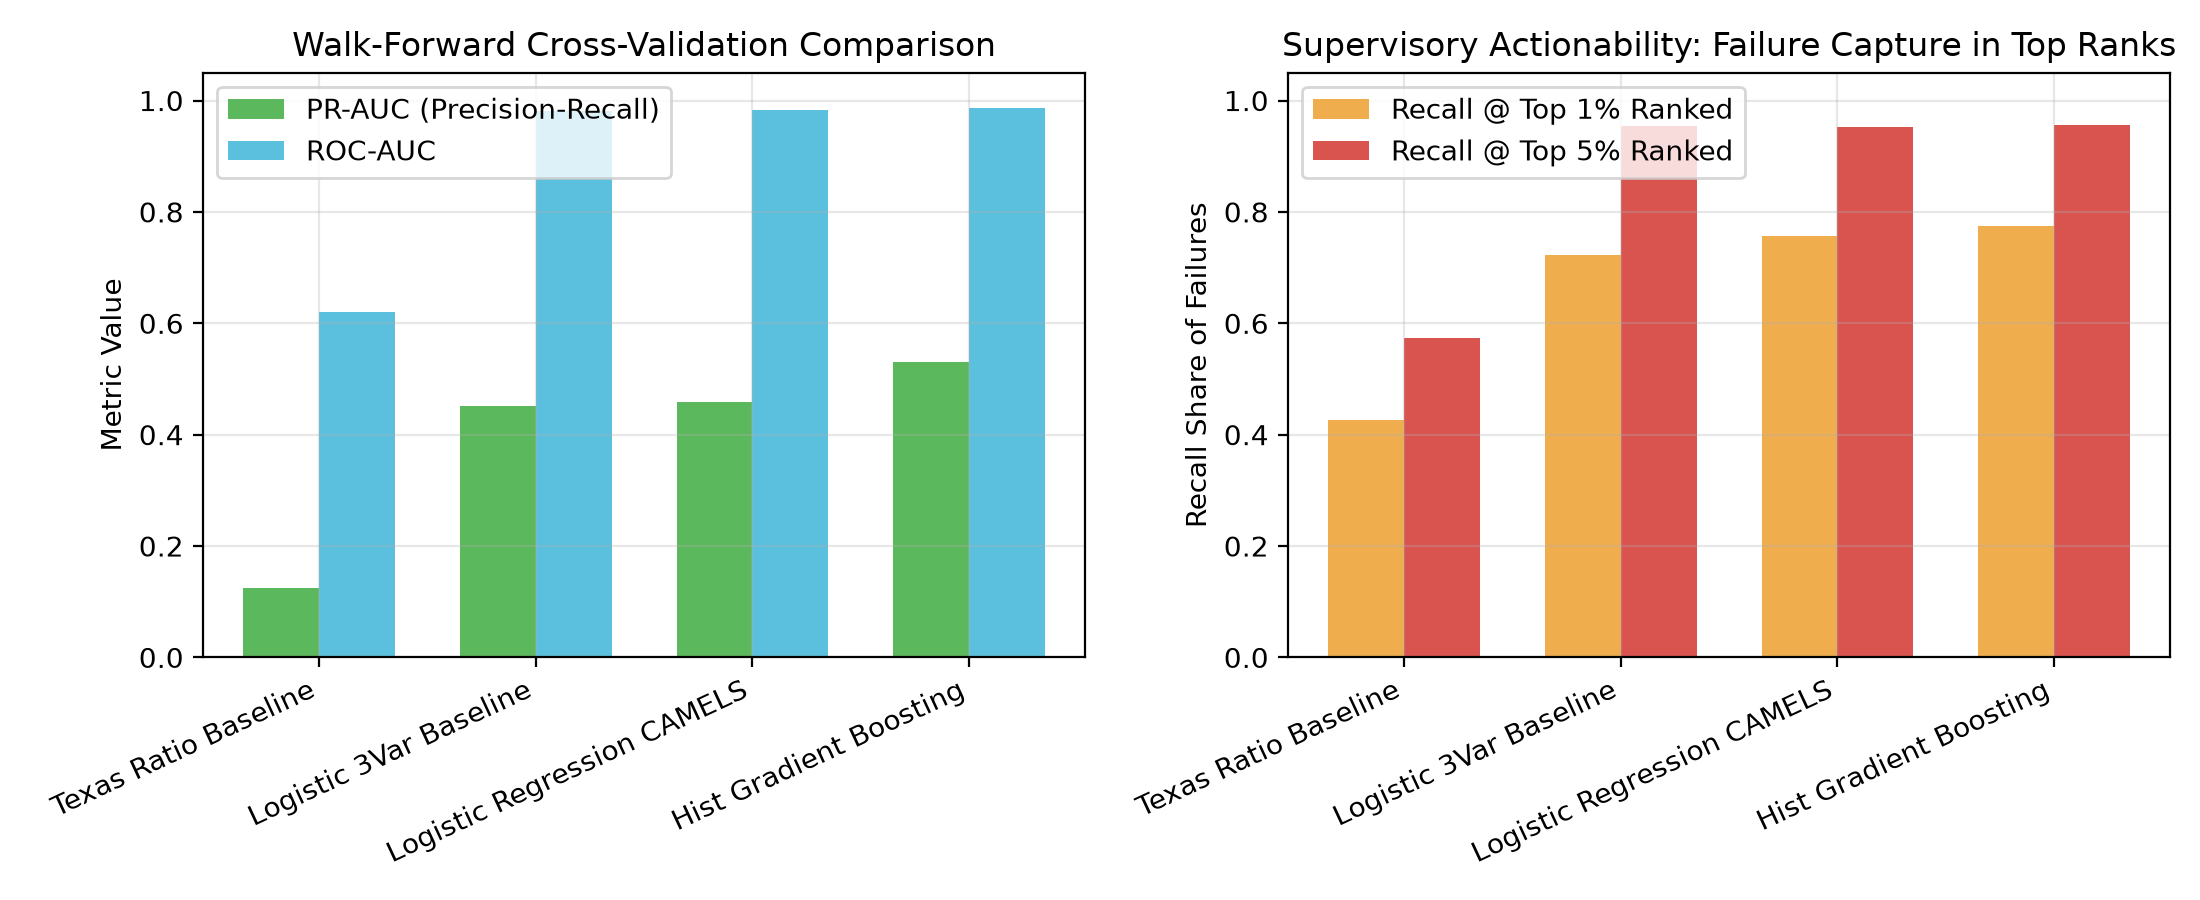 Walk-Forward Cross-Validation Comparison
PR-AUC (Precision-Recall)
ROC-AUC
Metric Value
1.0
0.8
0.6
0.4
0.2
0.0
Texas Ratio Baseline
Logistic 3Var Baseline
Logistic Regression CAMELS
Hist Gradient Boosting
Supervisory Actionability: Failure Capture in Top Ranks
Recall @ Top 1% Ranked
Recall @ Top 5% Ranked
Recall Share of Failures
1.0
0.8
0.6
0.4
0.2
0.0
Texas Ratio Baseline
Logistic 3Var Baseline
Logistic Regression CAMELS
Hist Gradient Boosting